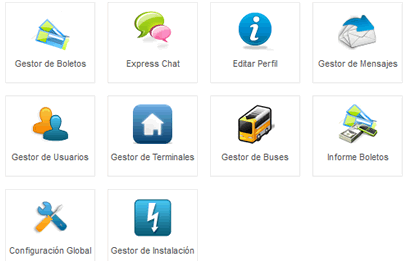 Gestor de Boletos
Express Chat
Editar Perfil
Gestor de Mensajes
Gestor de Usuarios
Gestor de Terminales
Gestor de Buses
Informe Boletos
Configuración Global
Gestor de Instalación